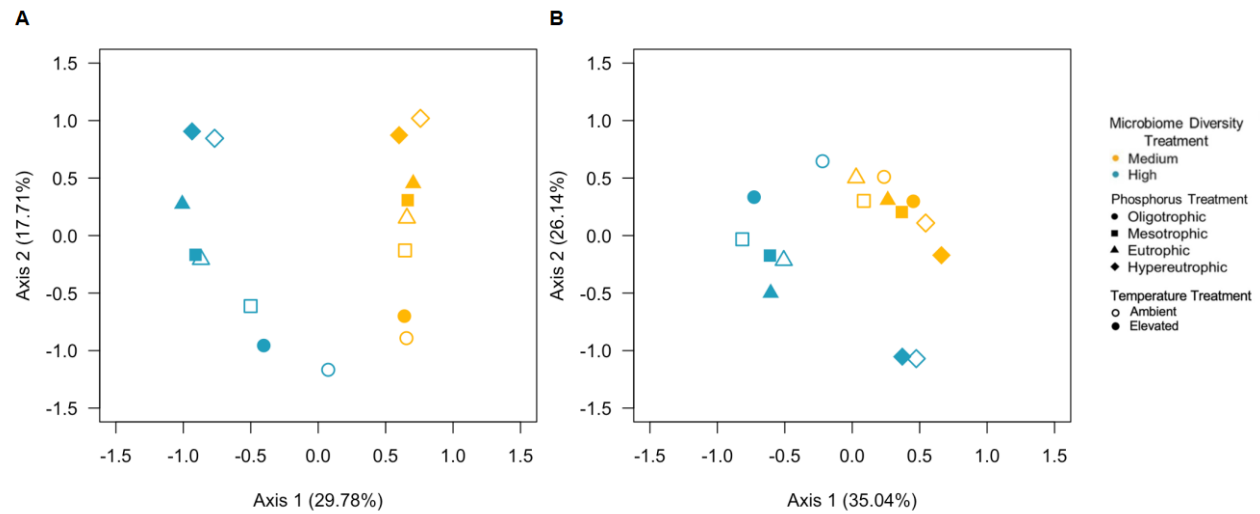 A
1.5
1.0
0.5
0.0
-0.5
-1.0
-1.5
Axis 2 (17.71%)
-1.5 -1.0 -0.5 0.0 0.5 1.0 1.5
Axis 1 (29.78%)
B
1.5
1.0
0.5
0.0
-0.5
-1.0
-1.5
Axis 2 (26.14%)
-1.5 -1.0 -0.5 0.0 0.5 1.0 1.5
Axis 1 (35.04%)
Microbiome Diversity
Treatment
Medium
High
Phosphorus Treatment
Oligotrophic
Mesotrophic
Eutrophic
Hypereutrophic
Temperature Treatment
Ambient
Elevated